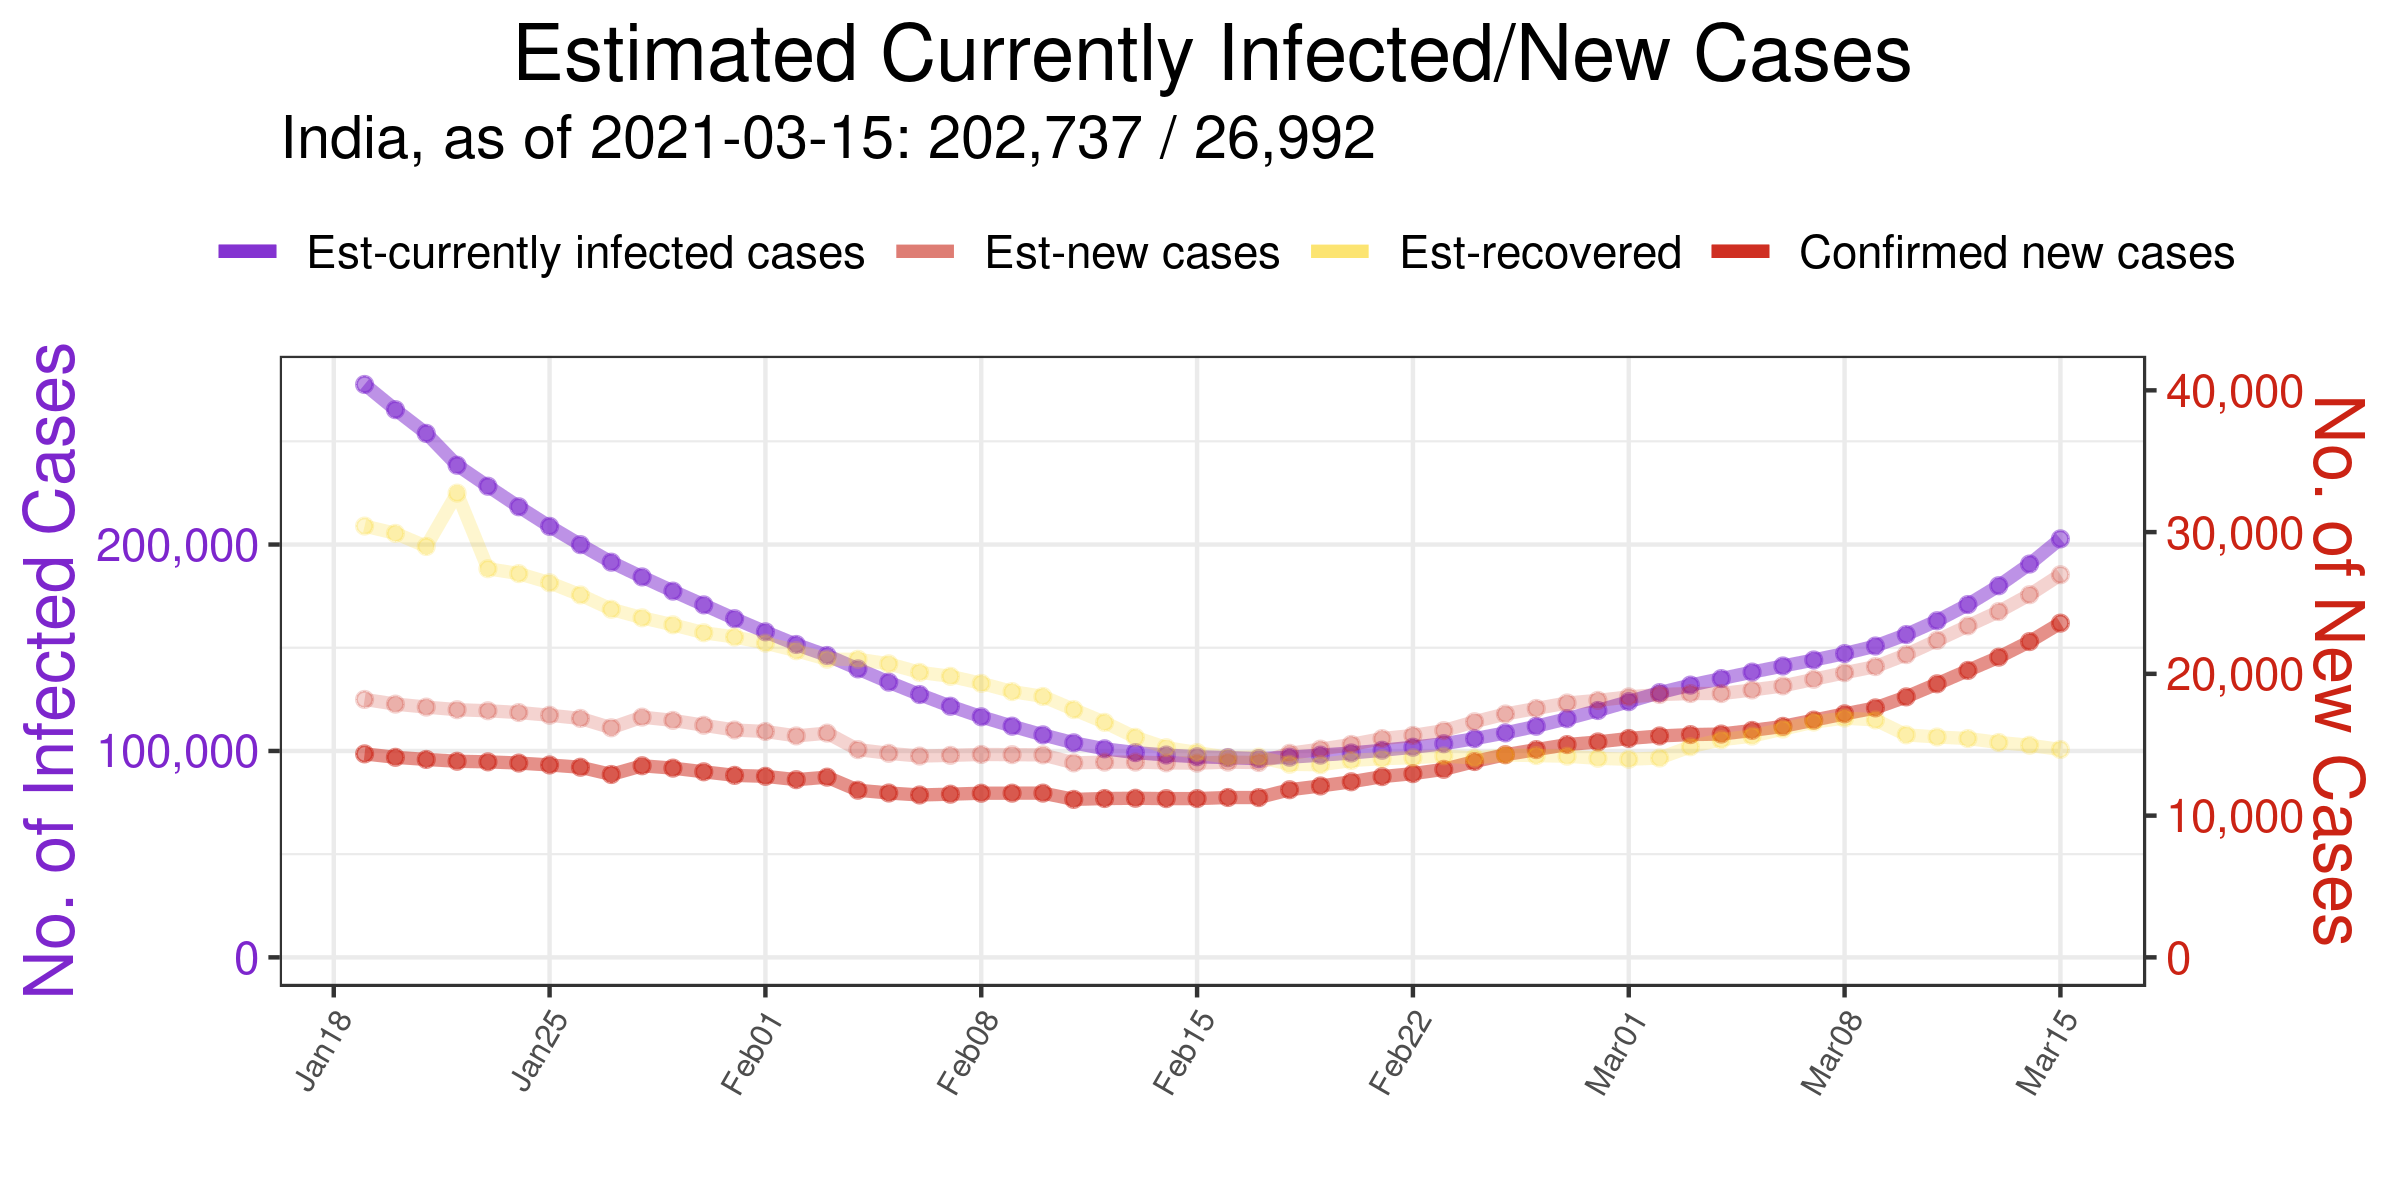 Estimated Currently Infected/New Cases
India, as of 2021-03-15: 202,737 / 26,992
Est-currently infected cases Est-new cases Est-recovered Confirmed new cases
No. of Infected Cases
200,000
100,000
0
40,000
30,000
20,000
10,000
0
No. of New Cases
Jan18 Jan25 Feb01 Feb08 Feb15 Feb22 Mar01 Mar08 Mar15